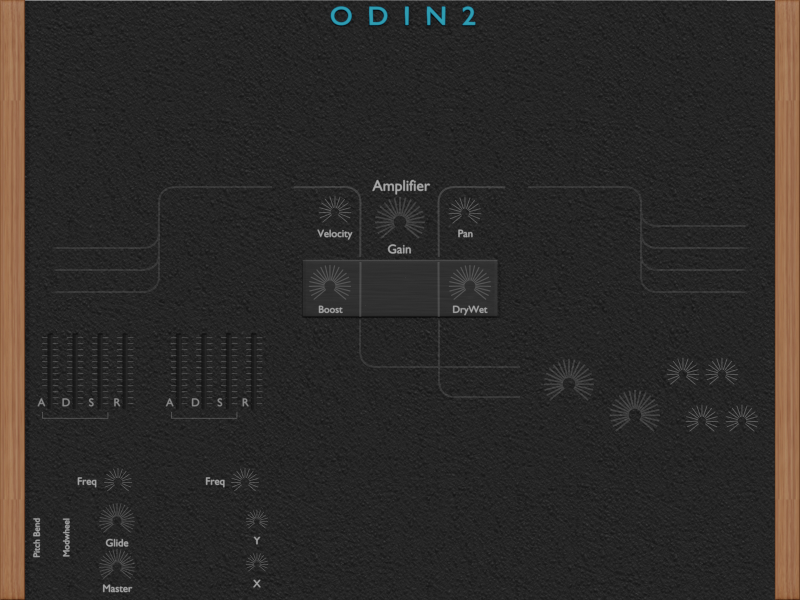 ODIN2
Amplifier
Velocity
Pan
Gain
Boost
DryWet
A D S R
A D S R
Freq
Freq
Pitch Bend
Modwheel
Glide
Y
Master
X